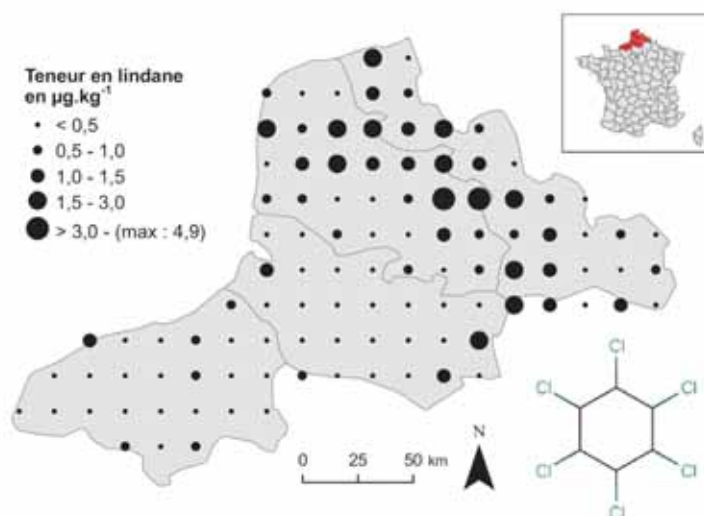 Teneur en lindane
en µg.kg⁻¹
< 0,5
0,5 - 1,0
1,0 - 1,5
1,5 - 3,0
> 3,0 - (max : 4,9)
N
0 25 50 km
Cl
Cl
Cl
Cl
Cl
Cl